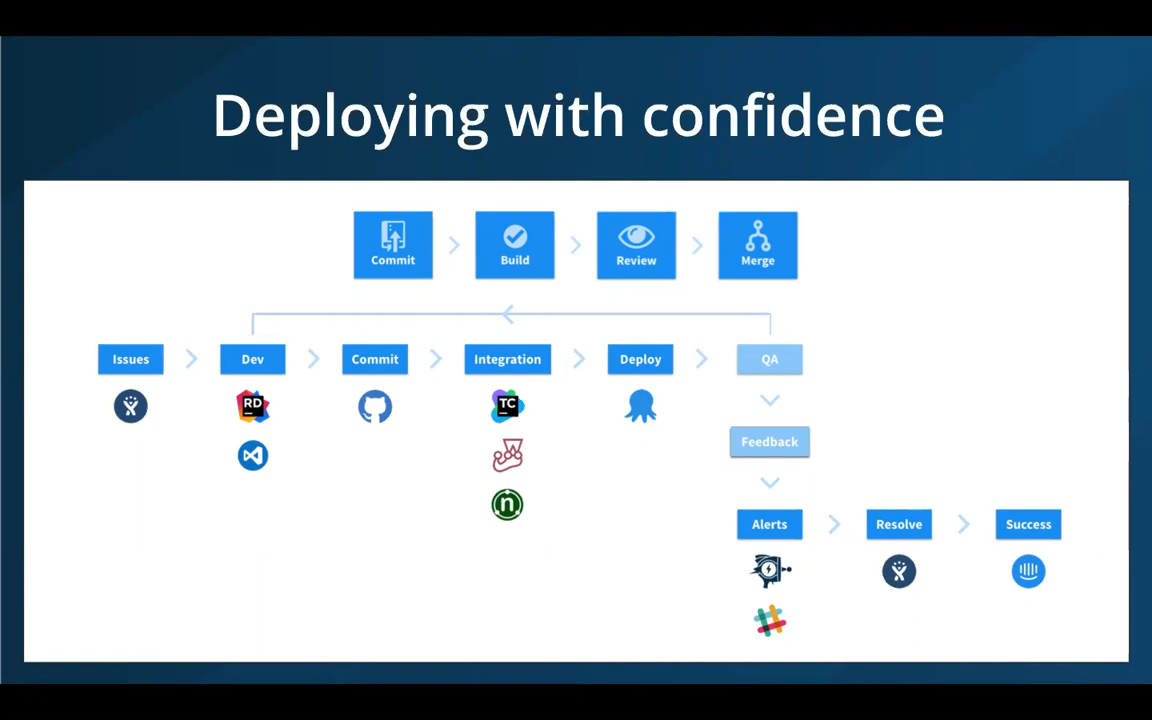 Deploying with confidence
Commit
Build
Review
Merge
Issues
Dev
Commit
Integration
Deploy
QA
RD
TC
n
Feedback
Alerts
Resolve
Success